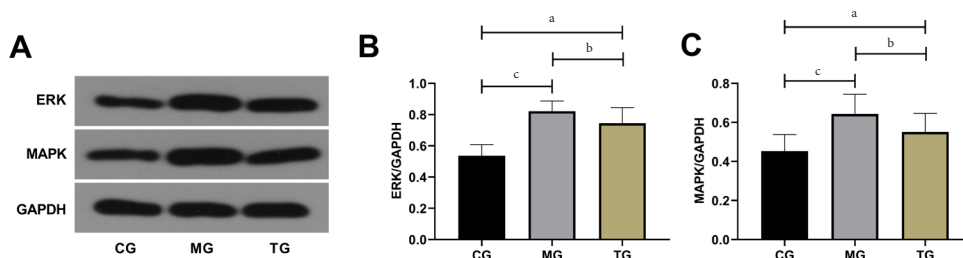 A
ERK
MAPK
GAPDH
CG MG TG
B
a
b
c
ERK/GAPDH
1.0
0.8
0.6
0.4
0.2
0.0
CG MG TG
C
a
b
c
MAPK/GAPDH
0.8
0.6
0.4
0.2
0.0
CG MG TG